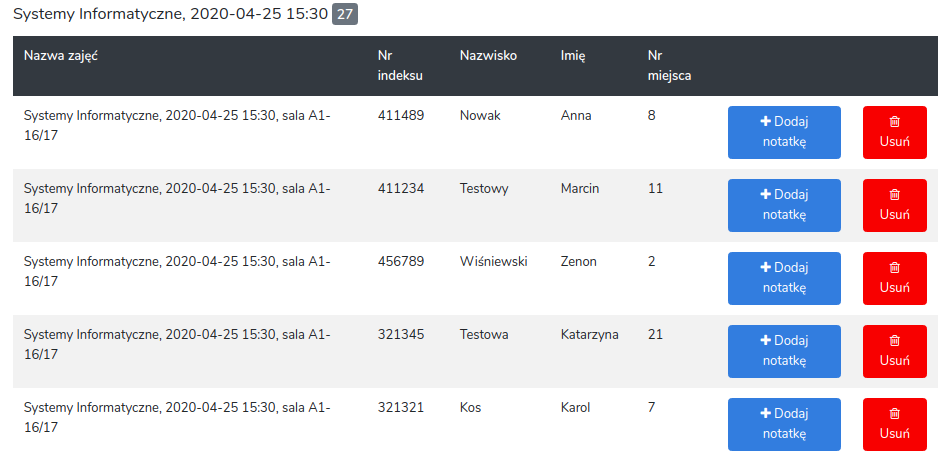 Systemy Informatyczne, 2020-04-25 15:30 27
Nazwa zajęć Nr indeksu Nazwisko Imię Nr miejsca
Systemy Informatyczne, 2020-04-25 15:30, sala A1-16/17 411489 Nowak Anna 8 Dodaj notatkę Usuń
Systemy Informatyczne, 2020-04-25 15:30, sala A1-16/17 411234 Testowy Marcin 11 Dodaj notatkę Usuń
Systemy Informatyczne, 2020-04-25 15:30, sala A1-16/17 456789 Wiśniewski Zenon 2 Dodaj notatkę Usuń
Systemy Informatyczne, 2020-04-25 15:30, sala A1-16/17 321345 Testowa Katarzyna 21 Dodaj notatkę Usuń
Systemy Informatyczne, 2020-04-25 15:30, sala A1-16/17 321321 Kos Karol 7 Dodaj notatkę Usuń